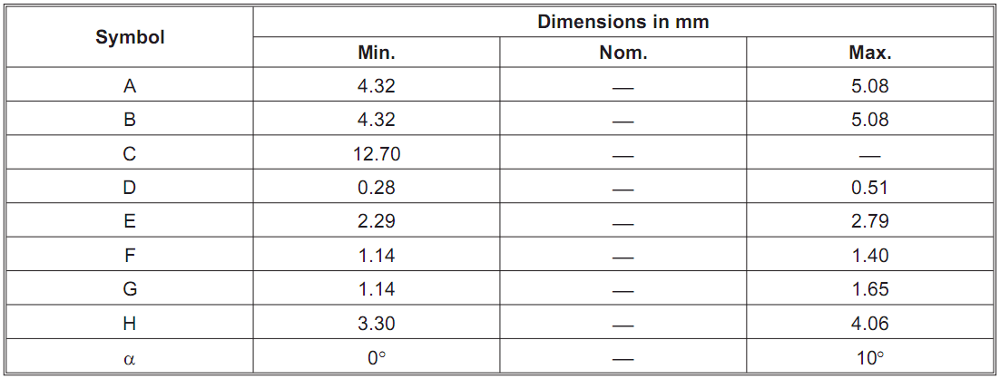 Symbol Dimensions in mm
Min. Nom. Max.
A 4.32 — 5.08
B 4.32 — 5.08
C 12.70 — —
D 0.28 — 0.51
E 2.29 — 2.79
F 1.14 — 1.40
G 1.14 — 1.65
H 3.30 — 4.06
α 0° — 10°